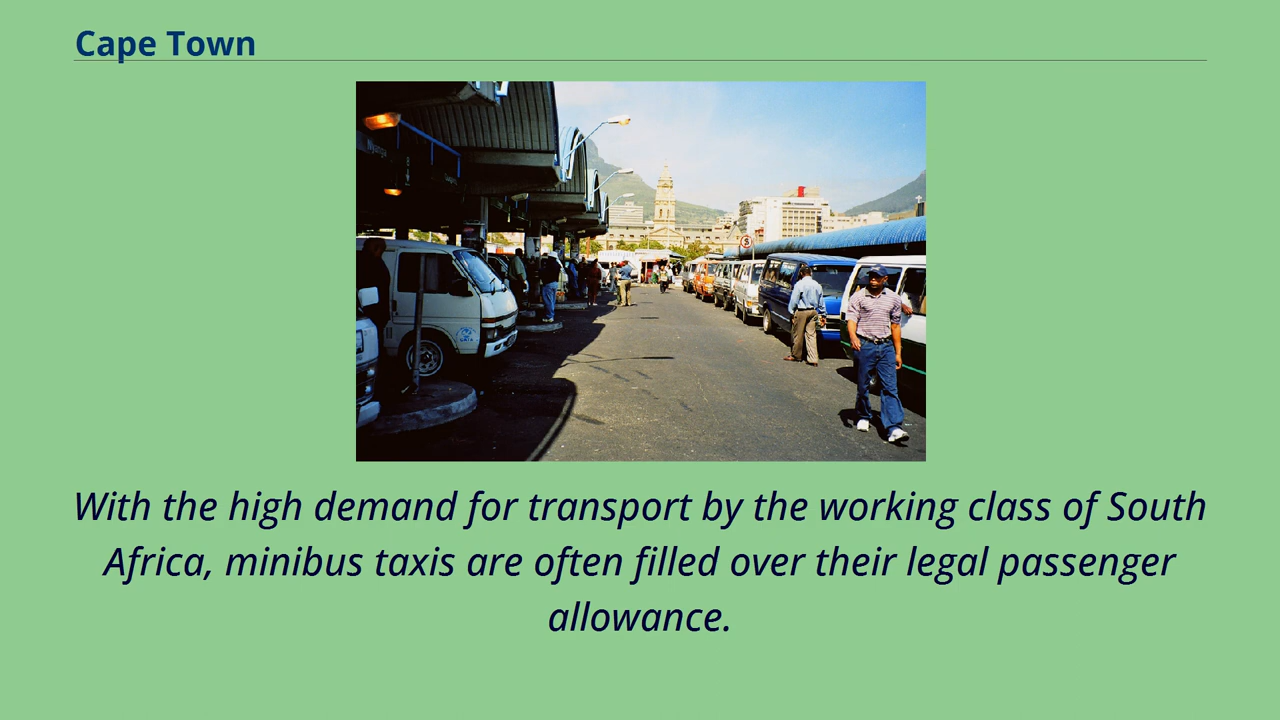 Cape Town
Nyanga
With the high demand for transport by the working class of South
Africa, minibus taxis are often filled over their legal passenger
allowance.